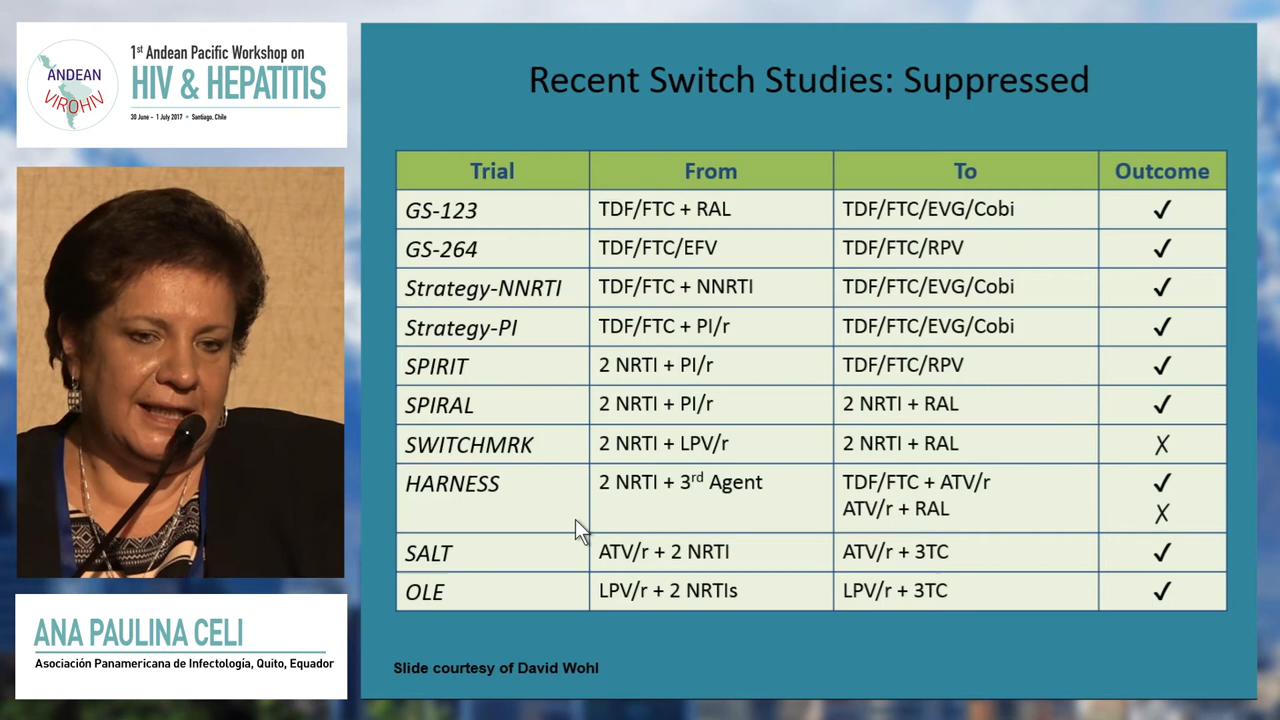 1st Andean Pacific Workshop on
HIV & HEPATITIS
30 June – 1 July 2017 • Santiago, Chile
ANDEAN
VIROHIV
Recent Switch Studies: Suppressed
Trial From To Outcome
GS-123 TDF/FTC + RAL TDF/FTC/EVG/Cobi ✓
GS-264 TDF/FTC/EFV TDF/FTC/RPV ✓
Strategy-NNRTI TDF/FTC + NNRTI TDF/FTC/EVG/Cobi ✓
Strategy-PI TDF/FTC + PI/r TDF/FTC/EVG/Cobi ✓
SPIRIT 2 NRTI + PI/r TDF/FTC/RPV ✓
SPIRAL 2 NRTI + PI/r 2 NRTI + RAL ✓
SWITCHMRK 2 NRTI + LPV/r 2 NRTI + RAL ✗
HARNESS 2 NRTI + 3rd Agent TDF/FTC + ATV/r ✓
ATV/r + RAL ✗
SALT ATV/r + 2 NRTI ATV/r + 3TC ✓
OLE LPV/r + 2 NRTIs LPV/r + 3TC ✓
Slide courtesy of David Wohl
ANA PAULINA CELI
Asociación Panamericana de Infectología, Quito, Equador